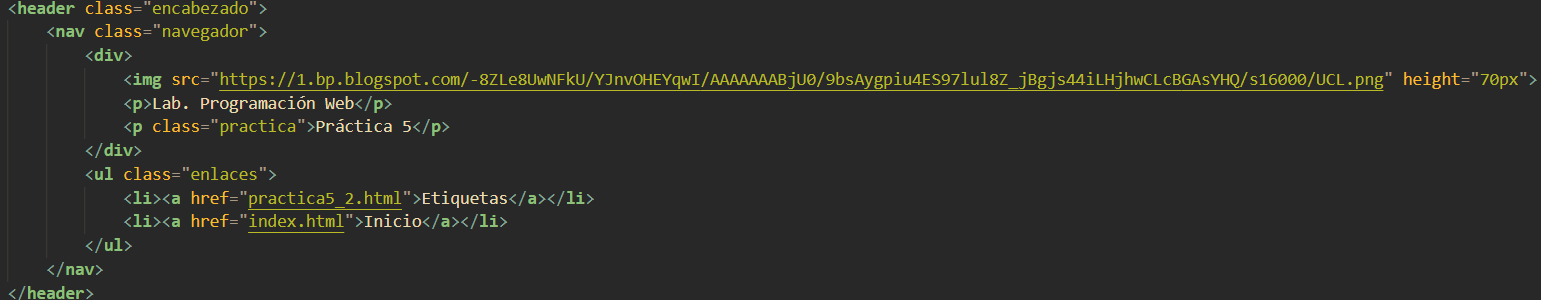 <header class="encabezado">
<nav class="navegador">
<div>
<img src="https://1.bp.blogspot.com/-8ZLe8UwNFkU/YJnvOHEYqwI/AAAAAAABjU0/9bsAygpiu4ES97lul8Z_jBgjs44iLHjhwCLcBGAsYHQ/s16000/UCL.png" height="70px">
<p>Lab. Programación Web</p>
<p class="practica">Práctica 5</p>
</div>
<ul class="enlaces">
<li><a href="practica5_2.html">Etiquetas</a></li>
<li><a href="index.html">Inicio</a></li>
</ul>
</nav>
</header>